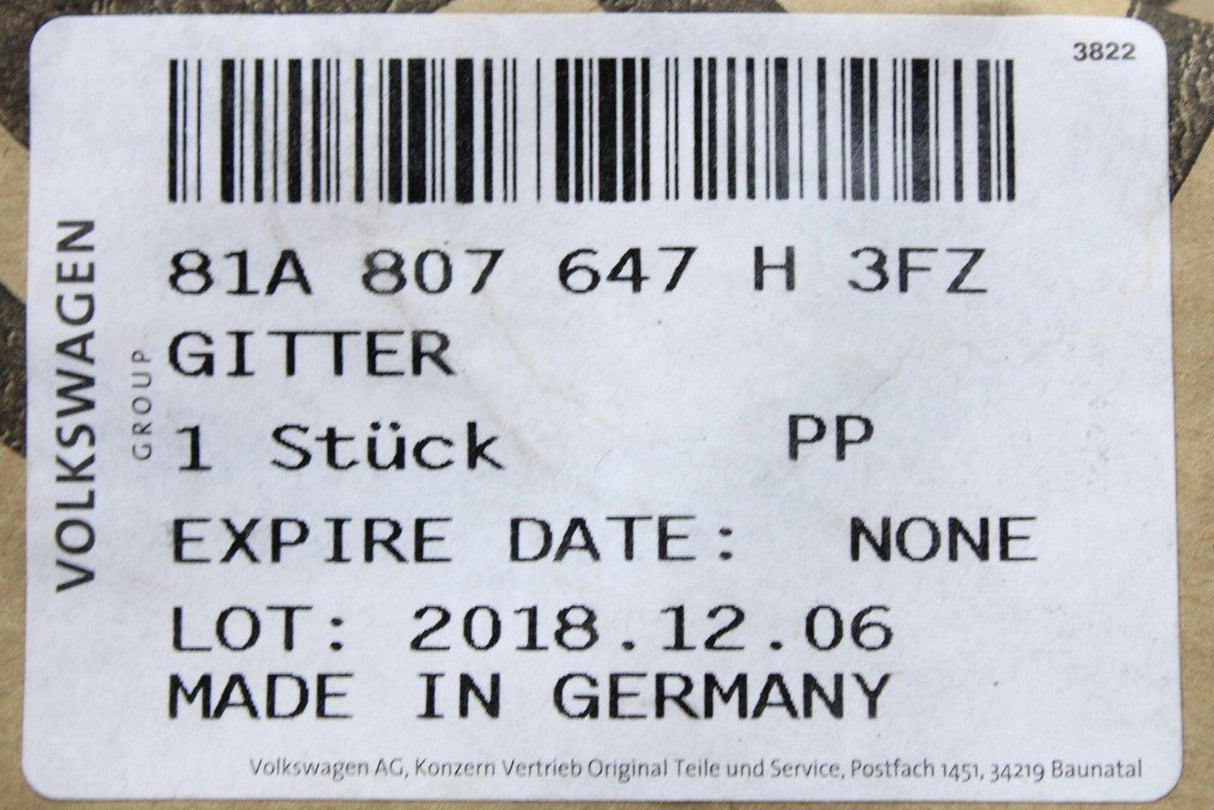 3822
81A 807 647 H 3FZ
GITTER
1 Stück PP
EXPIRE DATE: NONE
LOT: 2018.12.06
MADE IN GERMANY
Volkswagen AG, Konzern Vertrieb Original Teile und Service, Postfach 1451, 34219 Baunatal
VOLKSWAGEN
GROUP